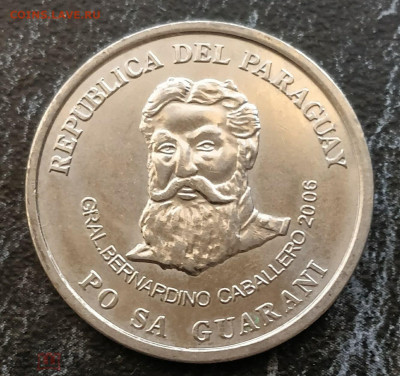 REPUBLICA DEL PARAGUAY
GRAL. BERNARDINO CABALLERO 2006
PO SA GUARANI